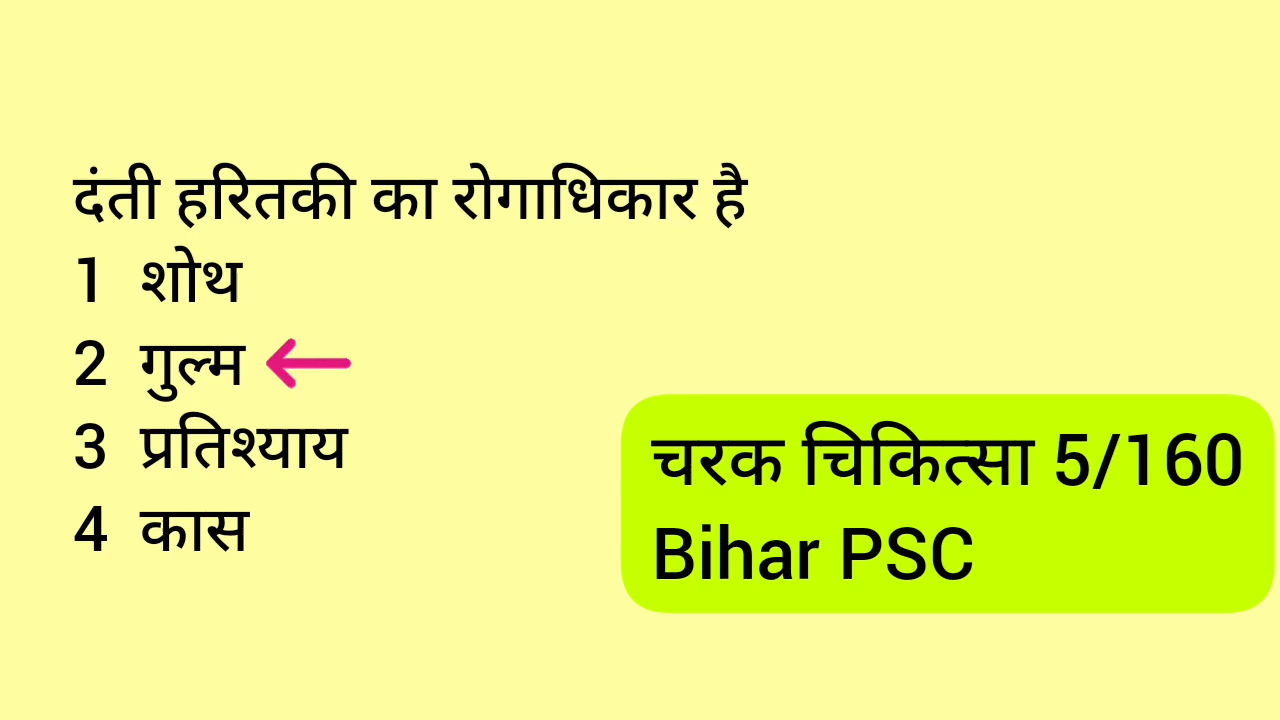 दंती हरितकी का रोगाधिकार है
1 शोथ
2 गुल्म
3 प्रतिश्याय
4 कास
चरक चिकित्सा 5/160
Bihar PSC